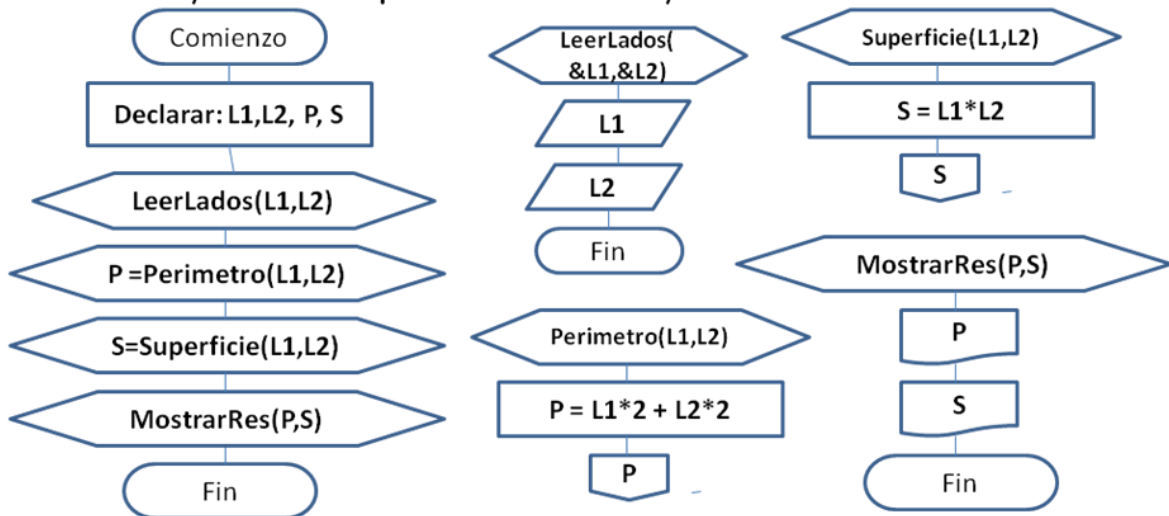 Comienzo
Declarar: L1,L2, P, S
LeerLados(L1,L2)
P =Perimetro(L1,L2)
S=Superficie(L1,L2)
MostrarRes(P,S)
Fin
LeerLados(
&L1,&L2)
L1
L2
Fin
Perimetro(L1,L2)
P = L1*2 + L2*2
P
Superficie(L1,L2)
S = L1*L2
S
MostrarRes(P,S)
P
S
Fin